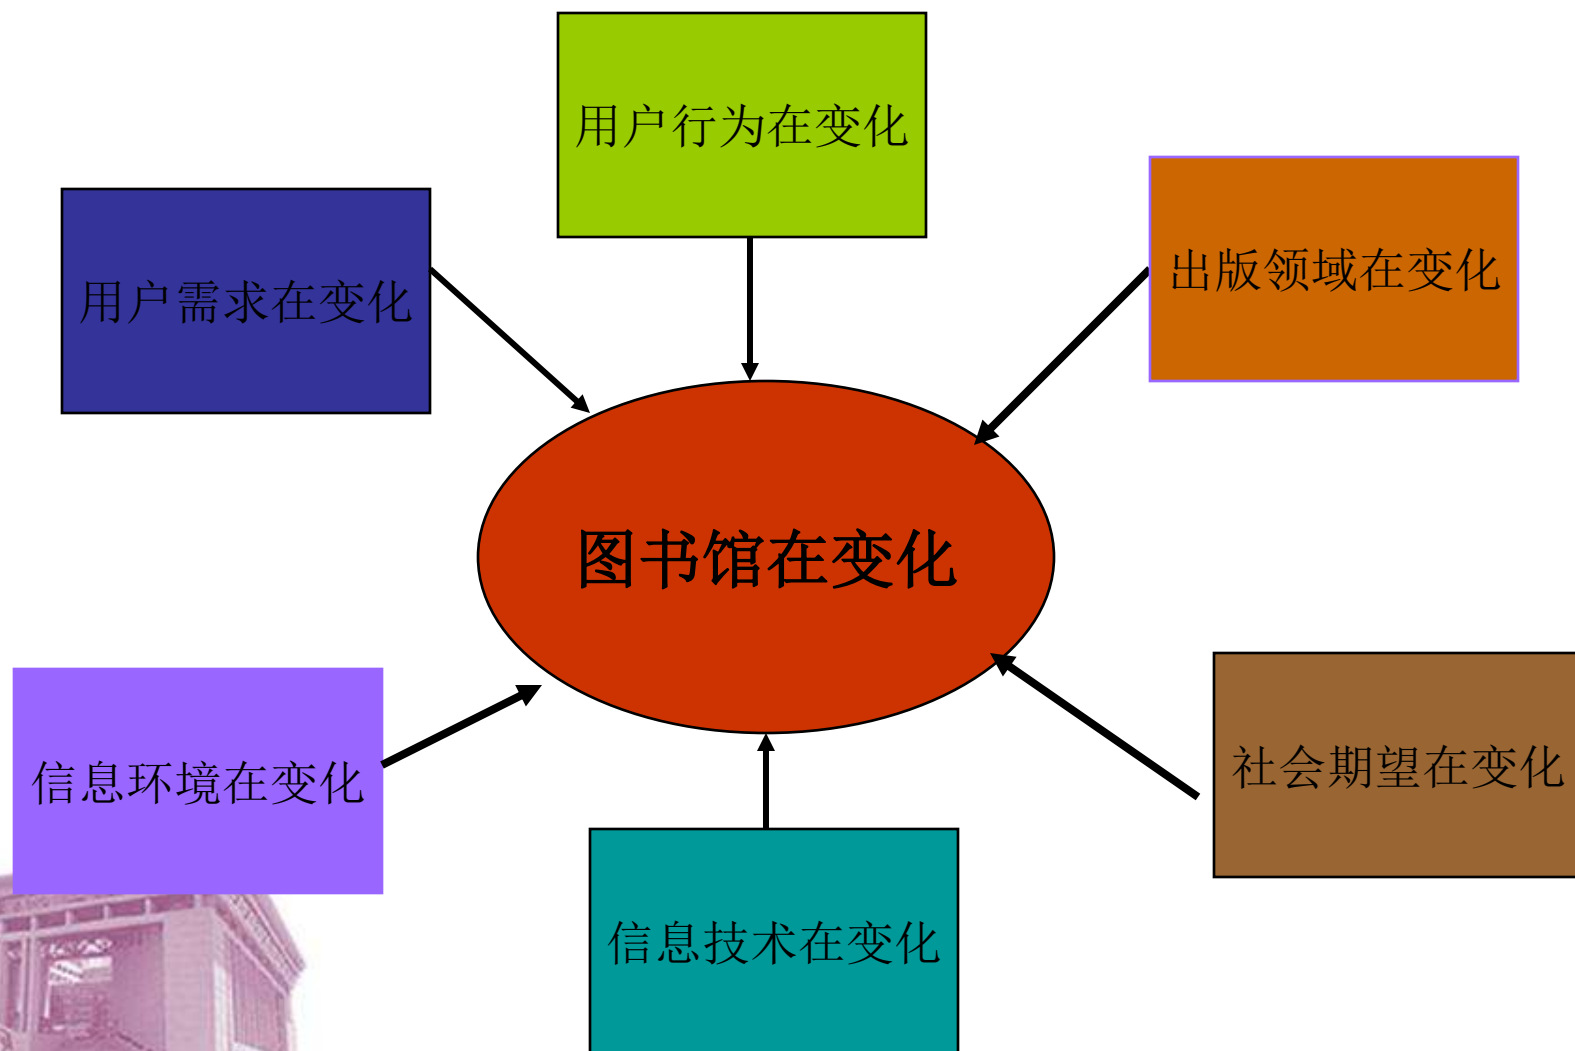 用户行为在变化
出版领域在变化
用户需求在变化
图书馆在变化
社会期望在变化
信息环境在变化
信息技术在变化